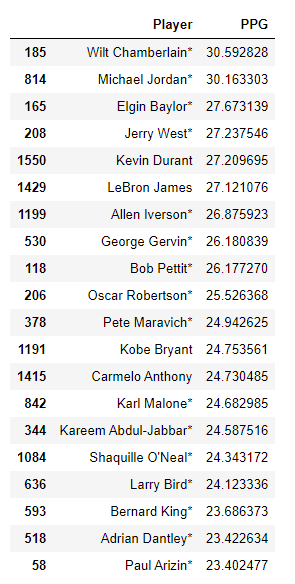 Player PPG
185 Wilt Chamberlain* 30.592828
814 Michael Jordan* 30.163303
165 Elgin Baylor* 27.673139
208 Jerry West* 27.237546
1550 Kevin Durant 27.209695
1429 LeBron James 27.121076
1199 Allen Iverson* 26.875923
530 George Gervin* 26.180839
118 Bob Pettit* 26.177270
206 Oscar Robertson* 25.526368
378 Pete Maravich* 24.942625
1191 Kobe Bryant 24.753561
1415 Carmelo Anthony 24.730485
842 Karl Malone* 24.682985
344 Kareem Abdul-Jabbar* 24.587516
1084 Shaquille O'Neal* 24.343172
636 Larry Bird* 24.123336
593 Bernard King* 23.686373
518 Adrian Dantley* 23.422634
58 Paul Arizin* 23.402477